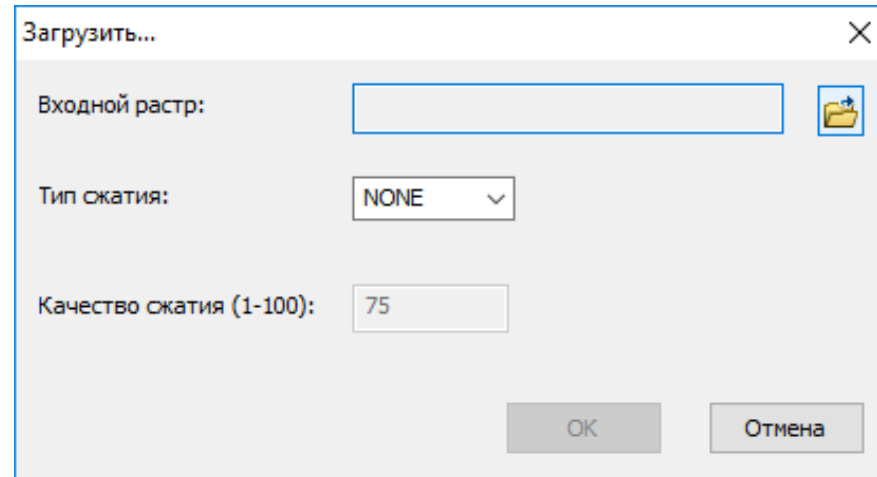 Загрузить...
Входной растр:
Тип сжатия: NONE
Качество сжатия (1-100): 75
OK Отмена